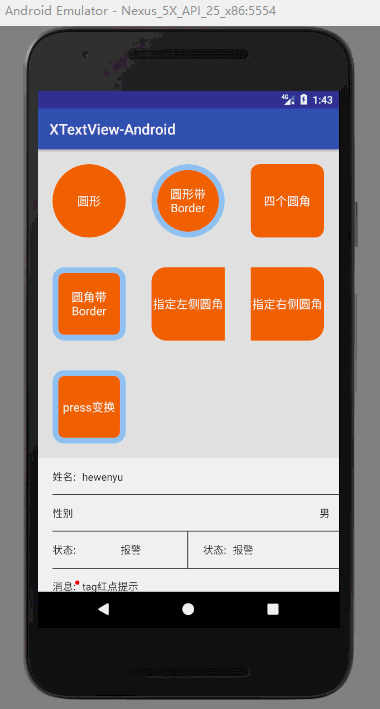 Android Emulator - Nexus_5X_API_25_x86:5554
4G 1:43
XTextView-Android
圆形
圆形带
Border
四个圆角
圆角带
Border
指定左侧圆角
指定右侧圆角
press变换
姓名: hewenyu
性别 男
状态: 报警 状态: 报警
消息: tag红点提示